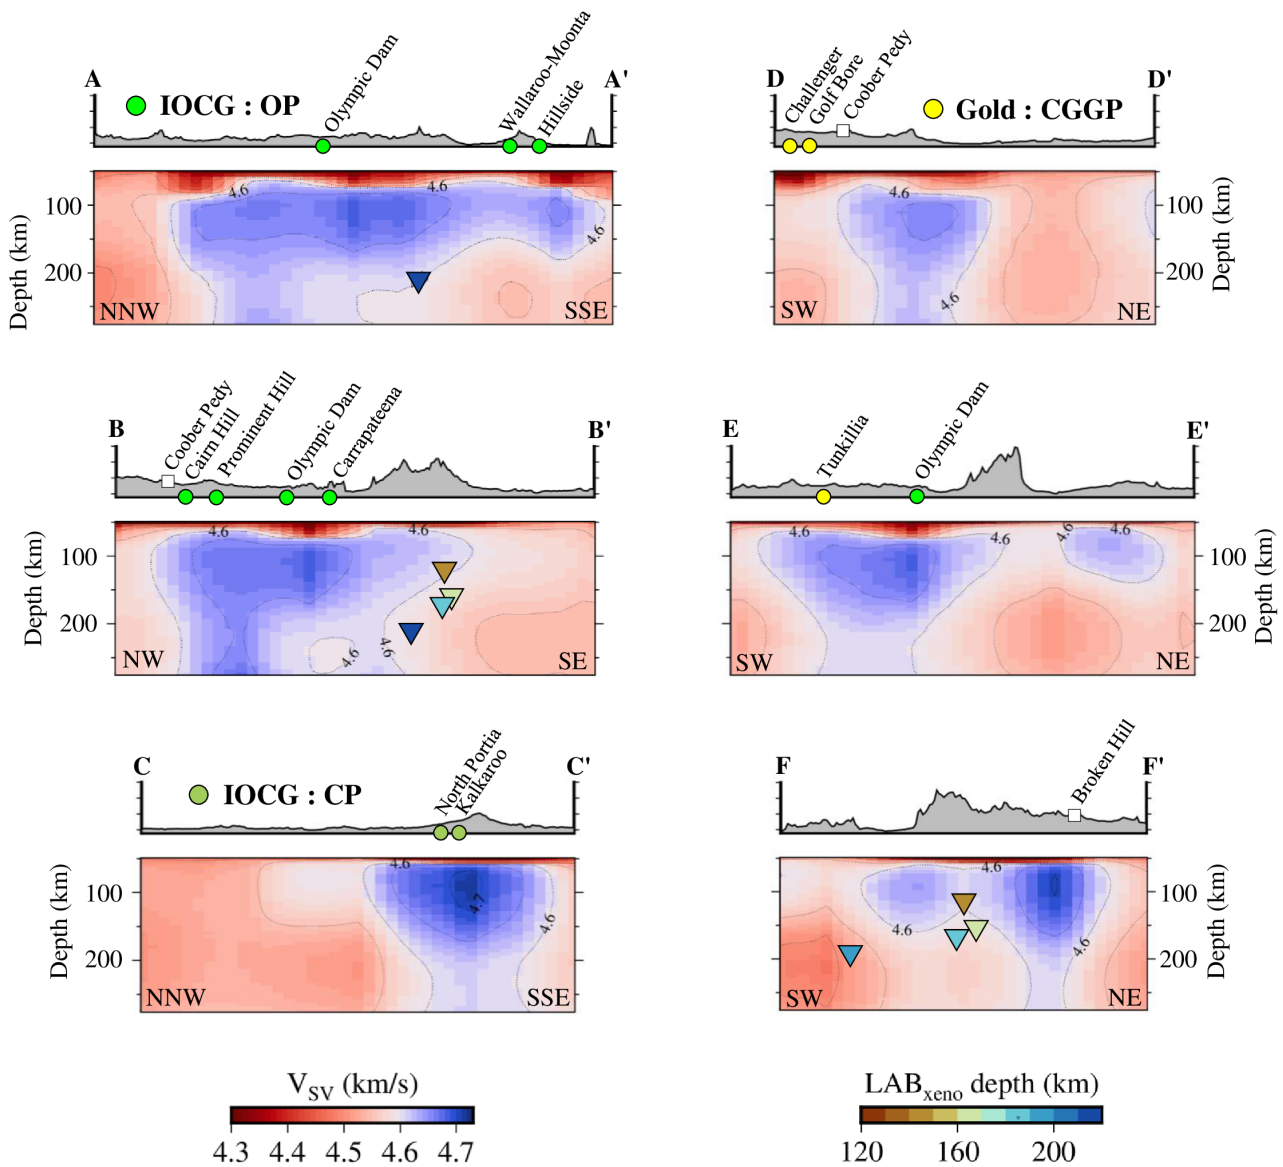 A
A'
IOCG : OP
Olympic Dam
Wallaroo-Moonta
Hillside
Depth (km)
100
200
4.6
4.6
4.6
NNW
SSE
D
D'
Challenger
Golf Bore
Coober Pedy
Gold : CGGP
4.6
4.6
100
200
Depth (km)
SW
NE
B
B'
Coober Pedy
Cairn Hill
Prominent Hill
Olympic Dam
Carrapateena
Depth (km)
100
200
4.6
4.6
4.6
4.6
NW
SE
E
E'
Tunkillia
Olympic Dam
4.6
4.6
4.6
4.6
100
200
Depth (km)
SW
NE
C
C'
IOCG : CP
North Portia
Kalkaroo
Depth (km)
100
200
4.6
4.7
4.6
NNW
SSE
F
F'
Broken Hill
4.6
4.6
4.6
100
200
Depth (km)
SW
NE
VSV (km/s)
4.3 4.4 4.5 4.6 4.7
LABxeno depth (km)
120 160 200